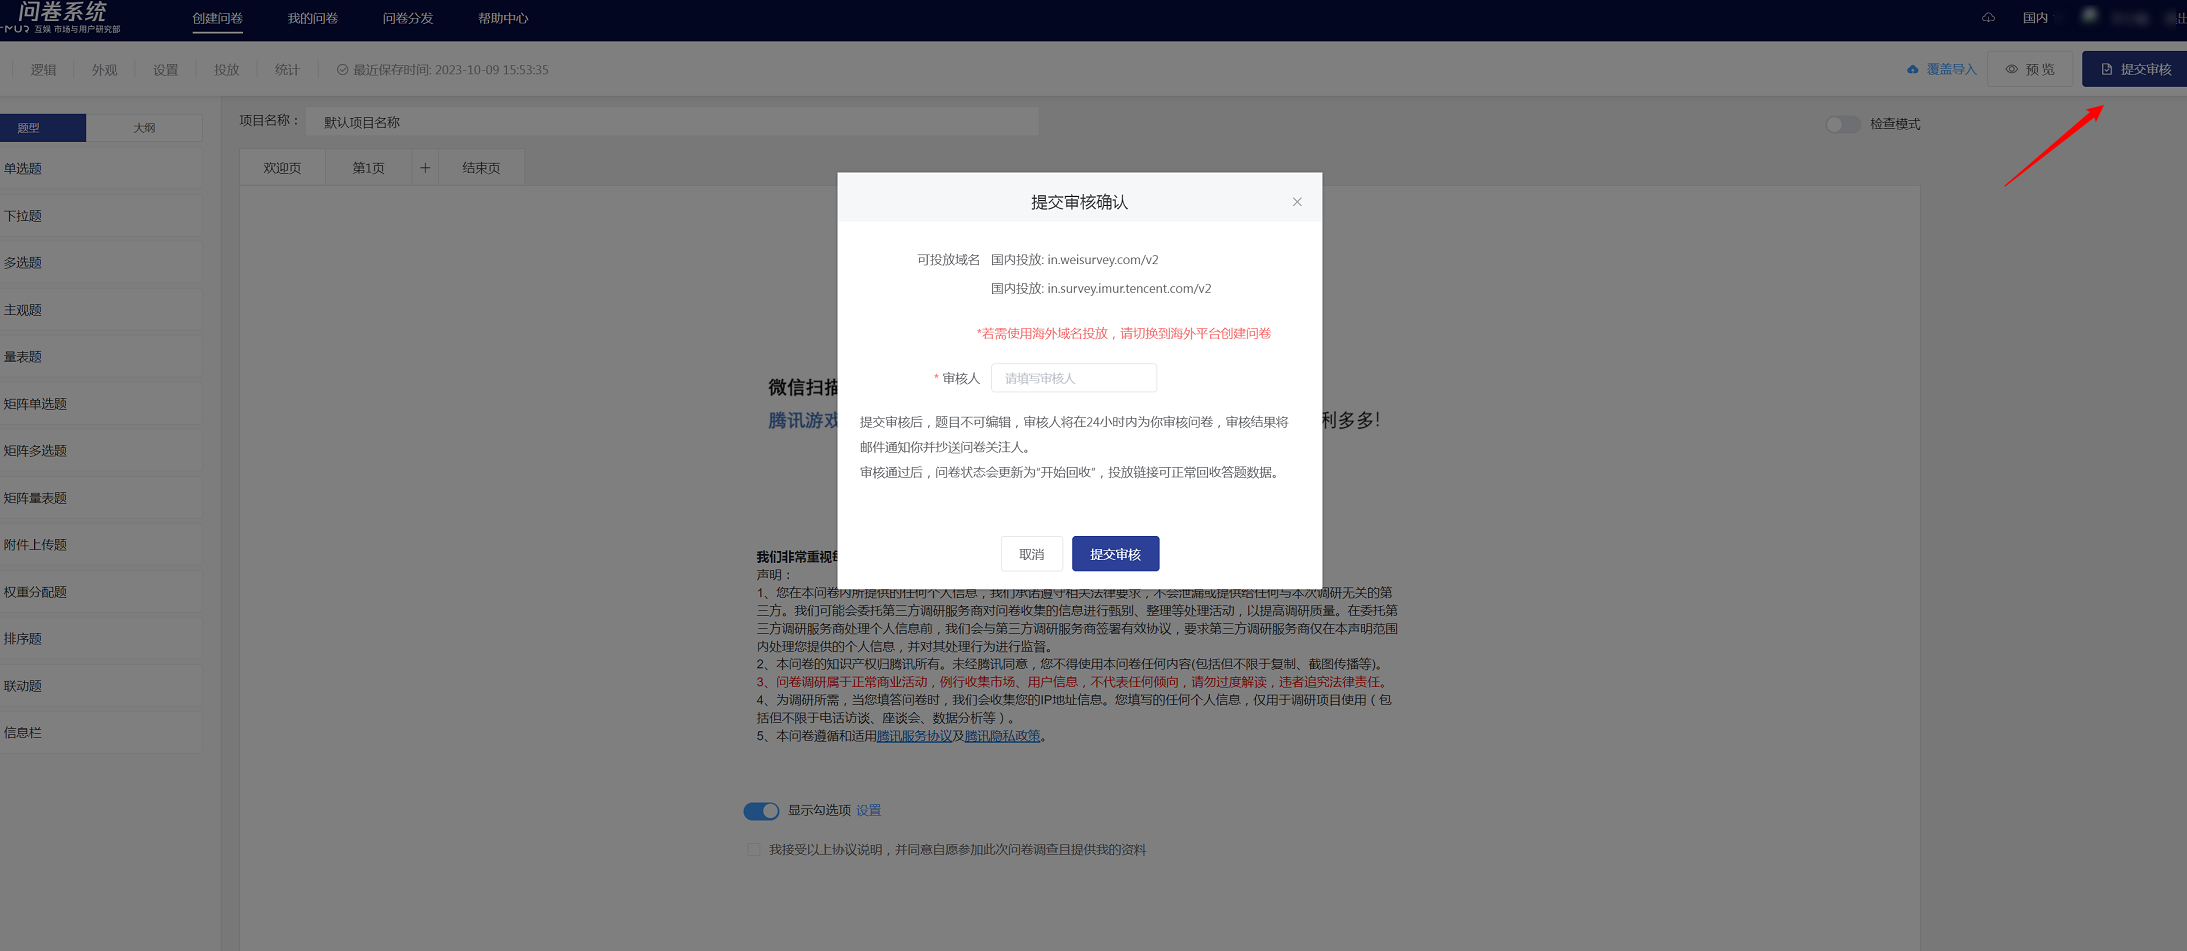 问卷系统
互娱 市场与用户研究部
创建问卷
我的问卷
问卷分发
帮助中心
国内
逻辑
外观
设置
投放
统计
最近保存时间: 2023-10-09 15:53:35
覆盖导入
预 览
提交审核
题型
大纲
项目名称：
默认项目名称
检查模式
欢迎页
第1页
+
结束页
单选题
下拉题
多选题
主观题
量表题
矩阵单选题
矩阵多选题
矩阵量表题
附件上传题
权重分配题
排序题
联动题
信息栏
提交审核确认
可投放域名
国内投放: in.weisurvey.com/v2
国内投放: in.survey.imur.tencent.com/v2
*若需使用海外域名投放，请切换到海外平台创建问卷
* 审核人
请填写审核人
提交审核后，题目不可编辑，审核人将在24小时内为你审核问卷，审核结果将
邮件通知你并抄送问卷关注人。
审核通过后，问卷状态会更新为"开始回收"，投放链接可正常回收答题数据。
取消
提交审核
微信扫描
腾讯游戏
利多多!
我们非常重视每
声明：
1、您在本问卷内所提供的任何个人信息，我们承诺遵守相关法律要求，不会泄漏或提供给任何与本次调研无关的第
三方。我们可能会委托第三方调研服务商对问卷收集的信息进行甄别、整理等处理活动，以提高调研质量。在委托第
三方调研服务商处理个人信息前，我们会与第三方调研服务商签署有效协议，要求第三方调研服务商仅在本声明范围
内处理您提供的个人信息，并对其处理行为进行监督。
2、本问卷的知识产权归腾讯所有。未经腾讯同意，您不得使用本问卷任何内容(包括但不限于复制、截图传播等)。
3、问卷调研属于正常商业活动，例行收集市场、用户信息，不代表任何倾向，请勿过度解读，违者追究法律责任。
4、为调研所需，当您填答问卷时，我们会收集您的IP地址信息。您填写的任何个人信息，仅用于调研项目使用（包
括但不限于电话访谈、座谈会、数据分析等）。
5、本问卷遵循和适用腾讯服务协议及腾讯隐私政策。
显示勾选项 设置
我接受以上协议说明，并同意自愿参加此次问卷调查且提供我的资料